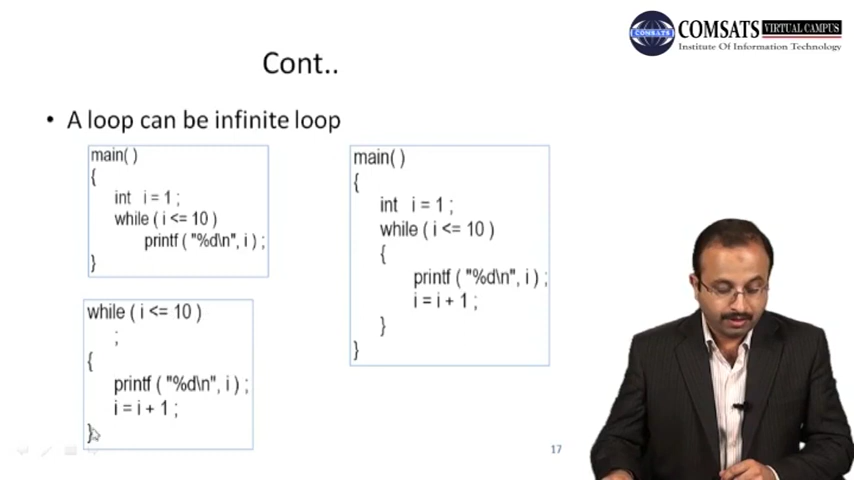 COMSATS VIRTUAL CAMPUS
COMSATS
Institute Of Information Technology
Cont..
• A loop can be infinite loop
main( )
{
int i = 1 ;
while ( i <= 10 )
printf ( "%d\n", i ) ;
}
while ( i <= 10 )
;
{
printf ( "%d\n", i ) ;
i = i + 1 ;
}
main( )
{
int i = 1 ;
while ( i <= 10 )
{
printf ( "%d\n", i ) ;
i = i + 1 ;
}
}
17